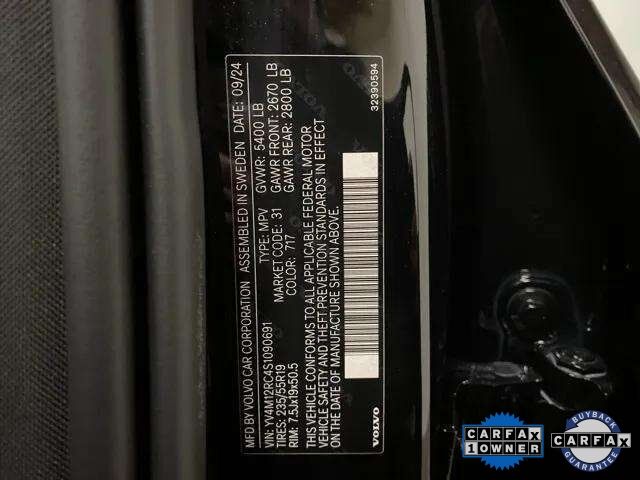 MFD BY VOLVO CAR CORPORATION ASSEMBLED IN SWEDEN DATE: 09/24
GVWR: 5400 LB
GAWR FRONT: 2670 LB
GAWR REAR: 2800 LB
VIN: YV4M12RC4S1090691 TYPE: MPV
TIRES: 235/55R19 MARKET CODE: 31
RIM: 7.5Jx19x50.5 COLOR: 717
THIS VEHICLE CONFORMS TO ALL APPLICABLE FEDERAL MOTOR
VEHICLE SAFETY AND THEFT PREVENTION STANDARDS IN EFFECT
ON THE DATE OF MANUFACTURE SHOWN ABOVE.
VOLVO
32390594
CARFAX
1 OWNER
BUYBACK
CARFAX
GUARANTEE